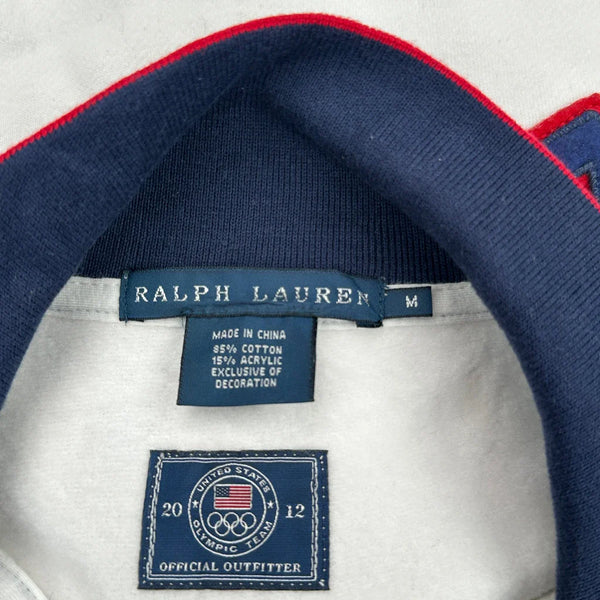 RALPH LAUREN
M
MADE IN CHINA
85% COTTON
15% ACRYLIC
EXCLUSIVE OF
DECORATION
UNITED STATES
20 12
OLYMPIC TEAM
OFFICIAL OUTFITTER